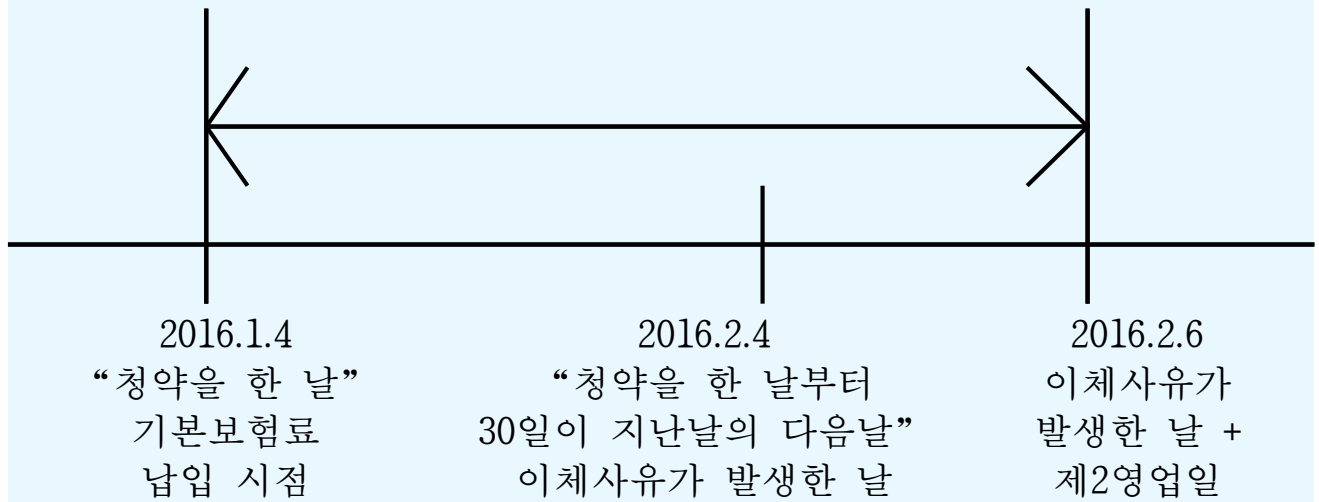 2016.1.4
“청약을 한 날”
기본보험료
납입 시점
2016.2.4
“청약을 한 날부터
30일이 지난날의 다음날”
이체사유가 발생한 날
2016.2.6
이체사유가
발생한 날 +
제2영업일